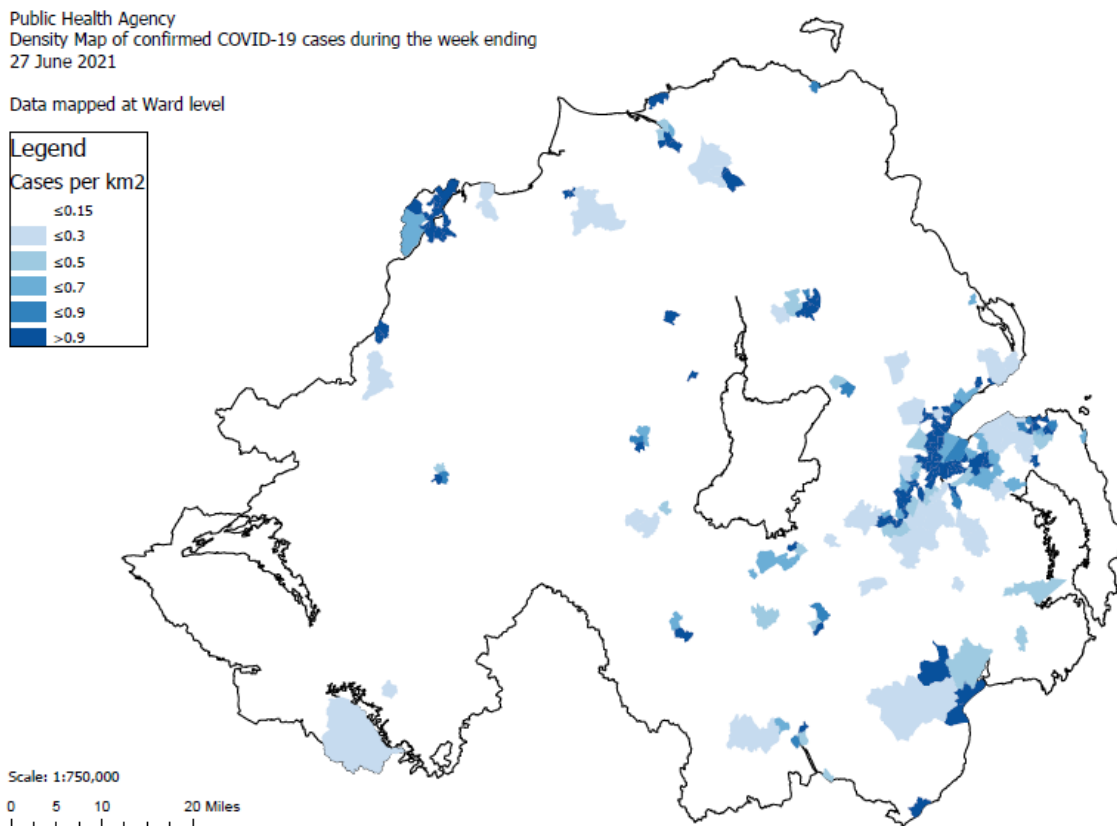 Public Health Agency
Density Map of confirmed COVID-19 cases during the week ending
27 June 2021
Data mapped at Ward level
Legend
Cases per km2
≤0.15
≤0.3
≤0.5
≤0.7
≤0.9
>0.9
Scale: 1:750,000
0 5 10 20 Miles